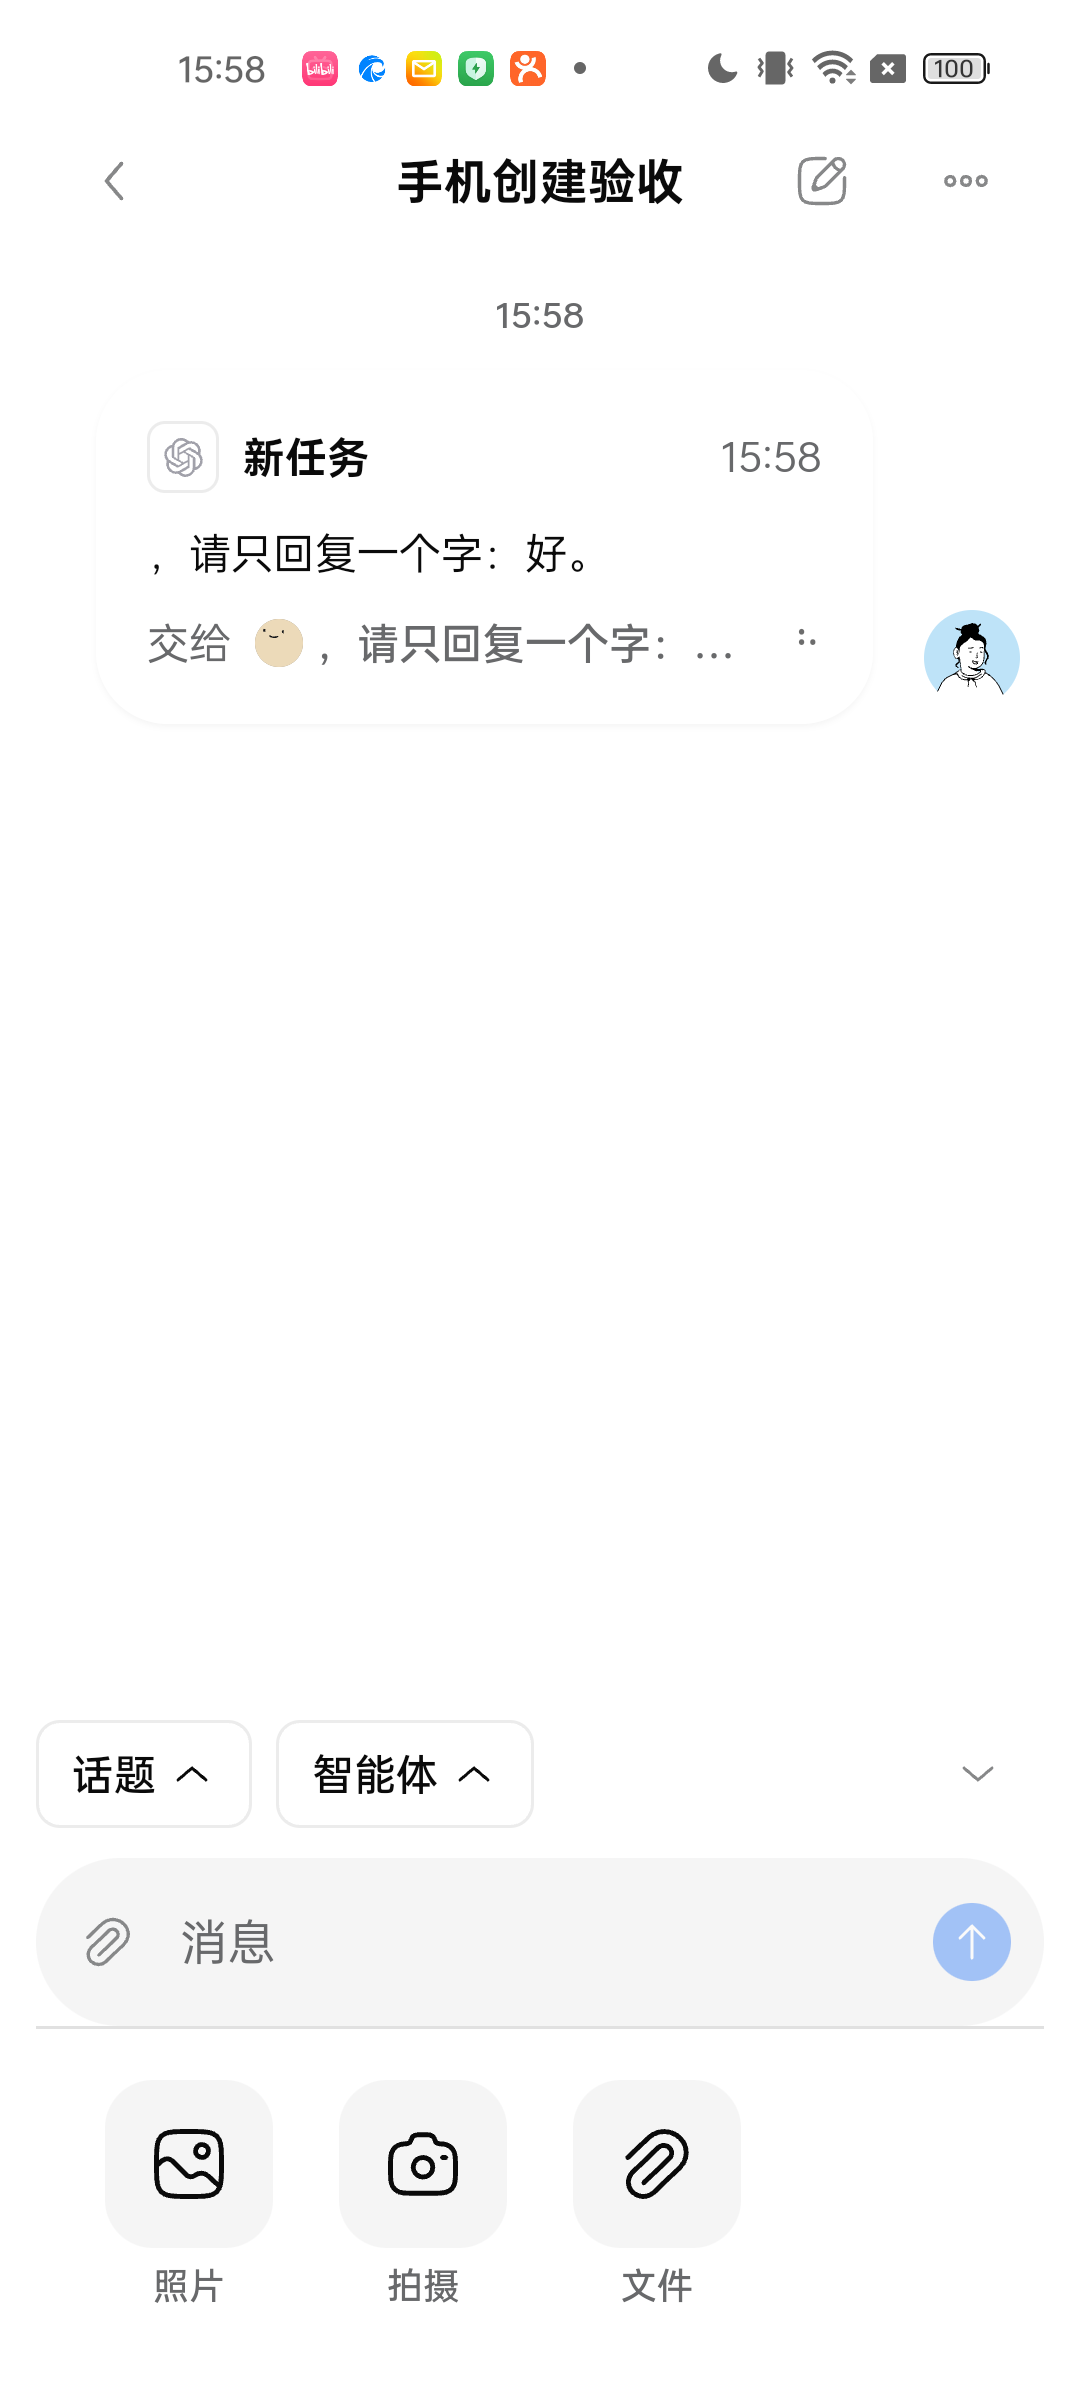 15:58
100
手机创建验收
15:58
新任务
15:58
，请只回复一个字：好。
交给 ，请只回复一个字：...
话题
智能体
消息
照片
拍摄
文件